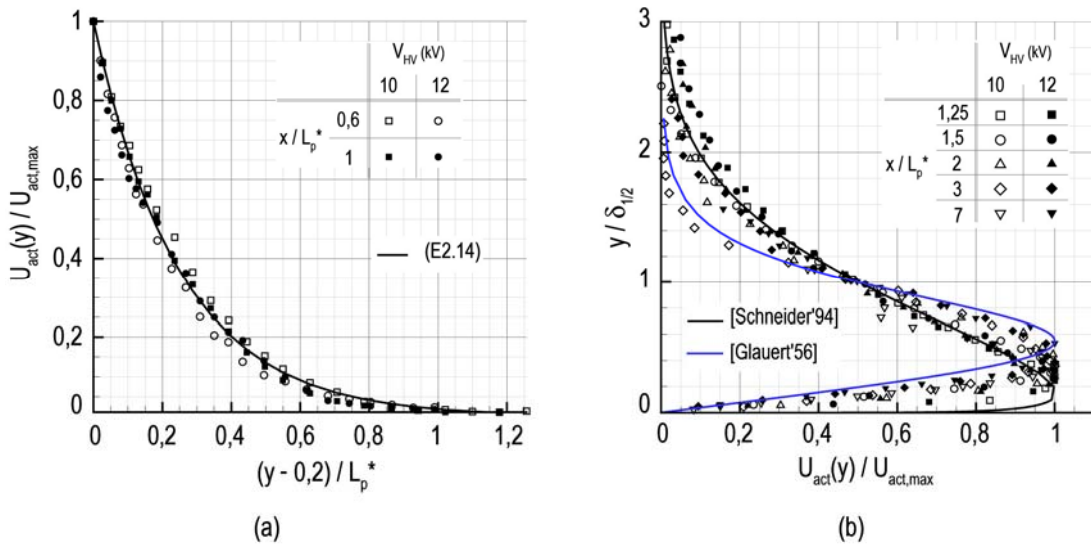 1
0,8
0,6
0,4
0,2
0
U_act(y) / U_act,max
0 0,2 0,4 0,6 0,8 1 1,2
(y - 0,2) / L_p*
V_HV (kV)
10 12
x / L_p*
0,6
1
(E2.14)
(a)
3
2
1
0
y / δ_1/2
0 0,2 0,4 0,6 0,8 1
U_act(y) / U_act,max
V_HV (kV)
10 12
x / L_p*
1,25
1,5
2
3
7
[Schneider'94]
[Glauert'56]
(b)